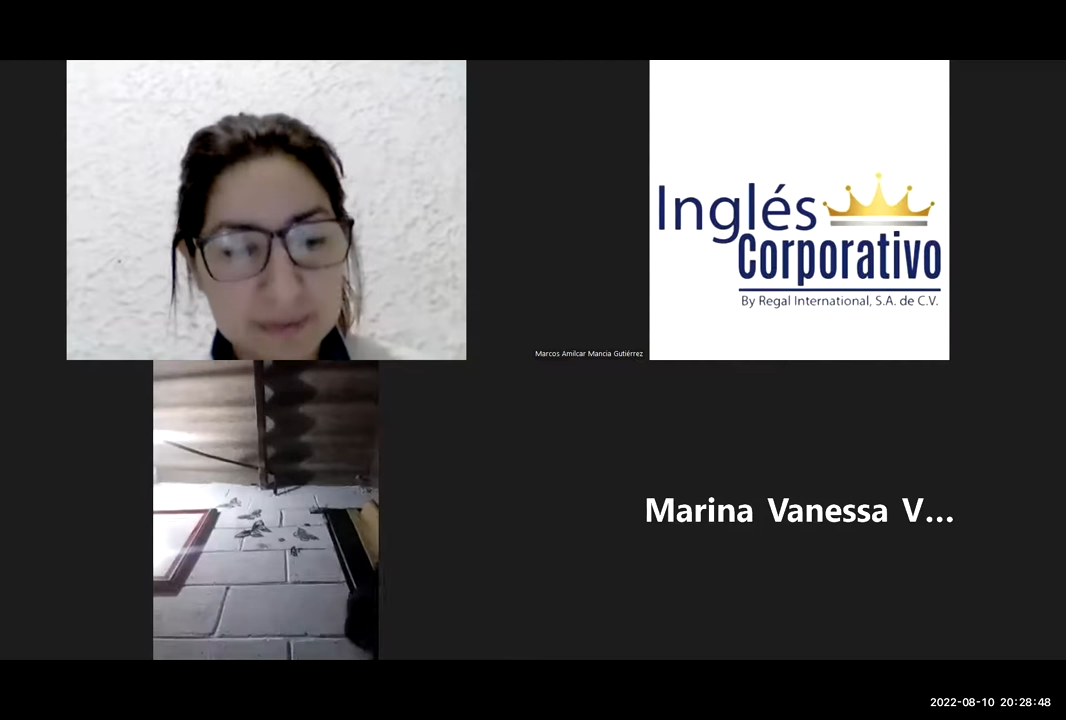 Inglés
Corporativo
By Regal International, S.A. de C.V.
Marcos Amilcar Mancia Gutiérrez
Marina Vanessa V...
2022-08-10 20:28:48